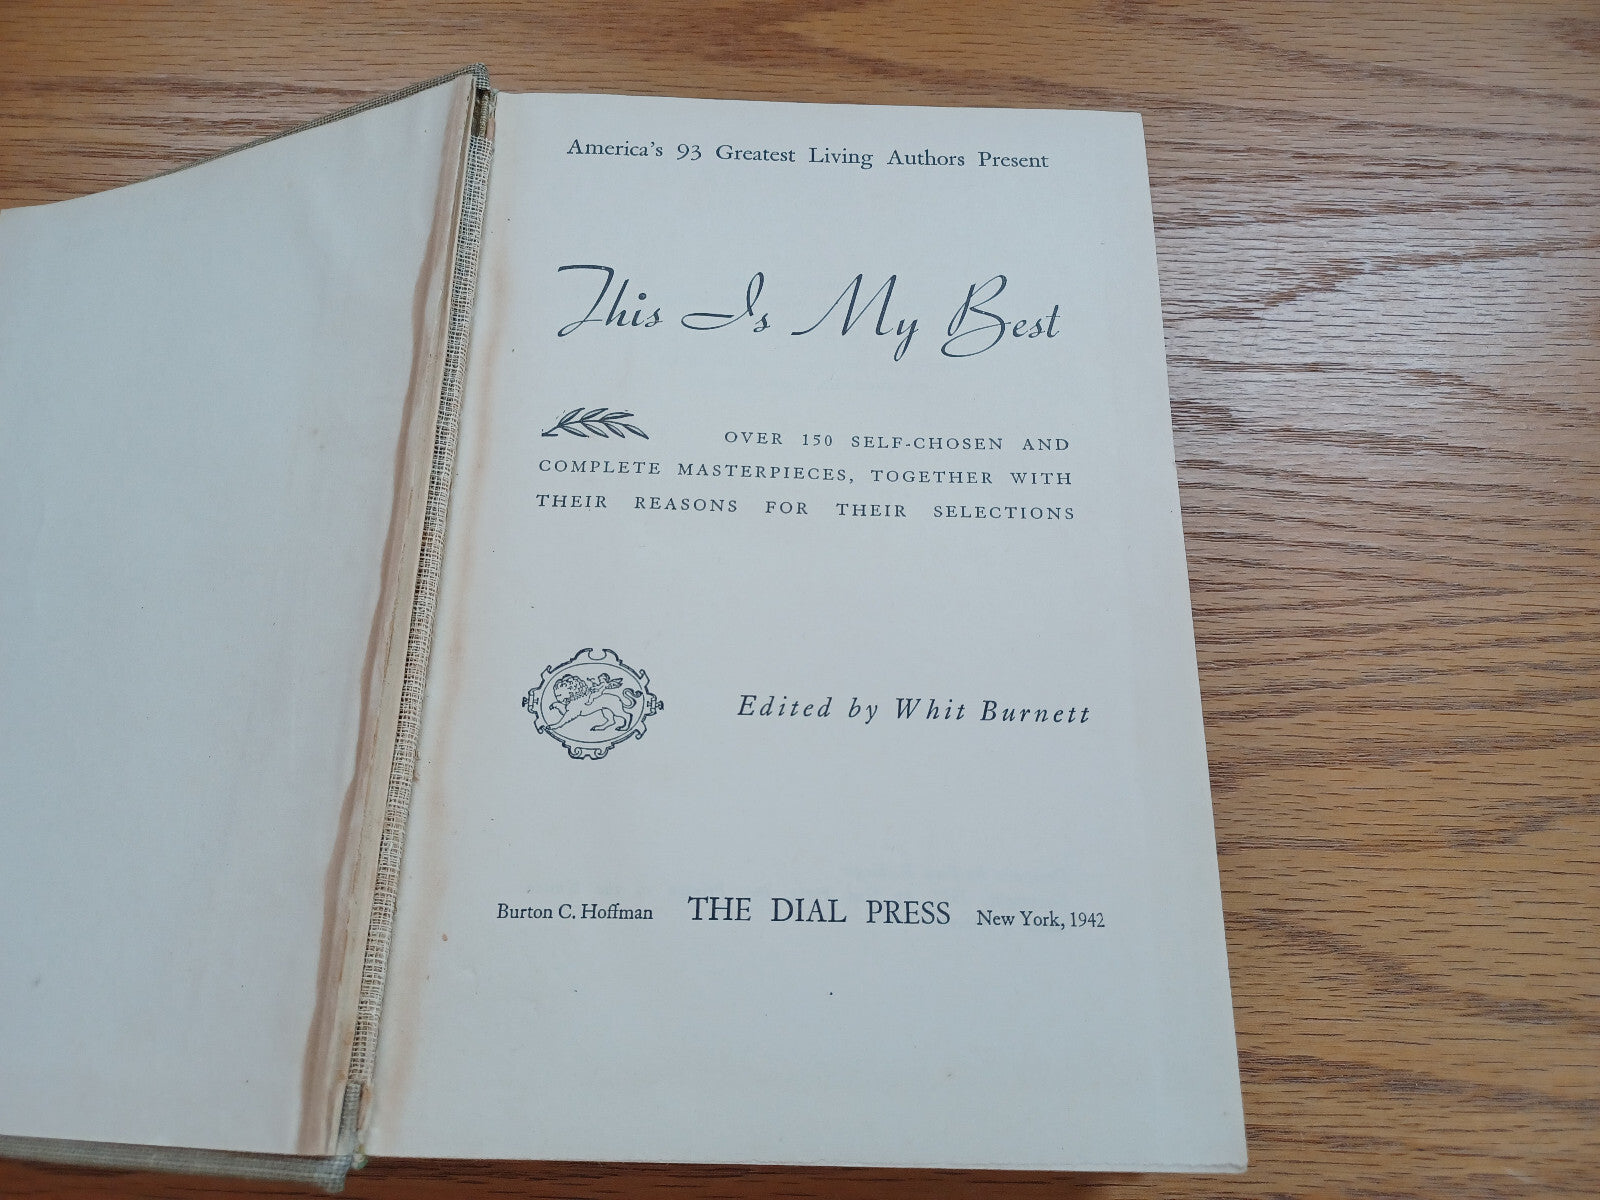 America's 93 Greatest Living Authors Present
This Is My Best
OVER 150 SELF-CHOSEN AND
COMPLETE MASTERPIECES, TOGETHER WITH
THEIR REASONS FOR THEIR SELECTIONS
Edited by Whit Burnett
Burton C. Hoffman THE DIAL PRESS New York, 1942